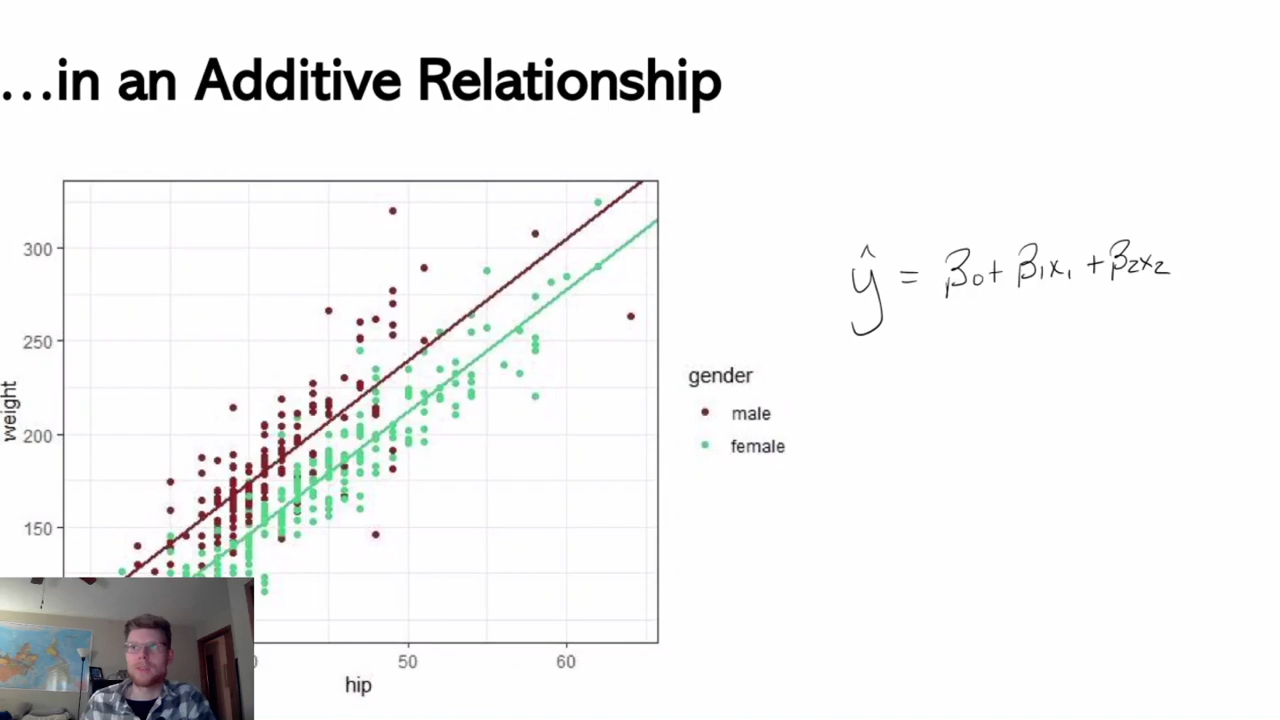 ...in an Additive Relationship
300
250
200
150
weight
50
60
hip
gender
male
female
ŷ = β₀ + β₁x₁ + β₂x₂